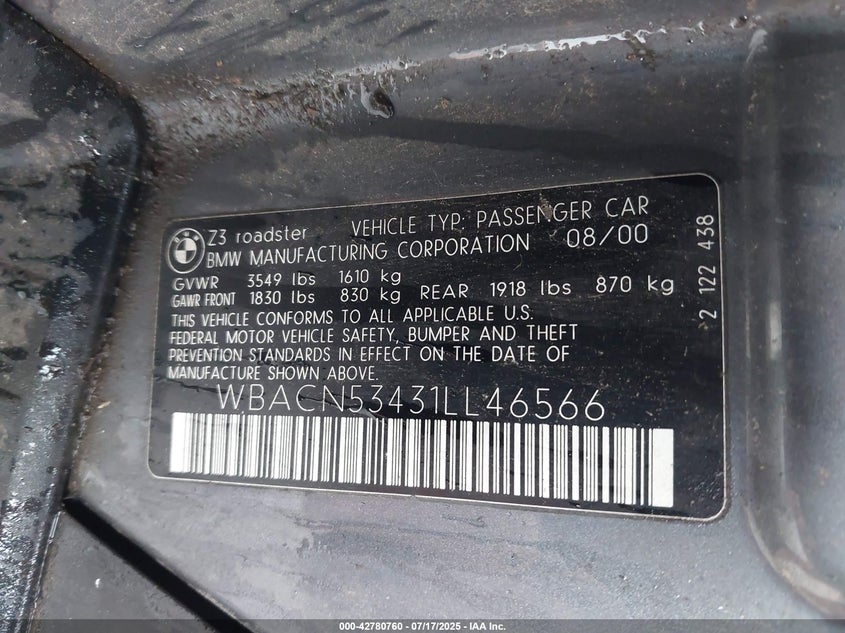 Z3 roadster VEHICLE TYP: PASSENGER CAR
BMW MANUFACTURING CORPORATION 08/00
GVWR 3549 lbs 1610 kg
GAWR FRONT 1830 lbs 830 kg REAR 1918 lbs 870 kg
THIS VEHICLE CONFORMS TO ALL APPLICABLE U.S.
FEDERAL MOTOR VEHICLE SAFETY, BUMPER AND THEFT
PREVENTION STANDARDS IN EFFECT ON THE DATE OF
MANUFACTURE SHOWN ABOVE.
WBACN53431LL46566
2 122 438
000-42780760 - 07/17/2025 - IAA Inc.